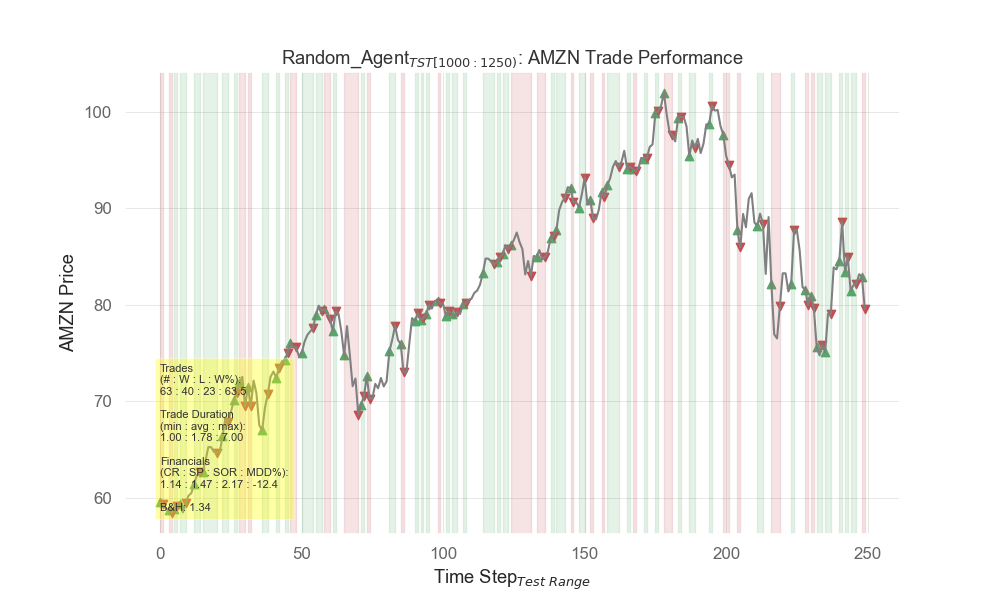 Random_Agent TST[1000:1250): AMZN Trade Performance
AMZN Price
100
90
80
70
60
Trades
(# : W : L : W%):
63 : 40 : 23 : 63.5
Trade Duration
(min : avg : max):
1.00 : 1.78 : 7.00
Financials
(CR : SP : SOR : MDD%):
1.14 : 1.47 : 2.17 : -12.4
B&H: 1.34
0
50
100
150
200
250
Time Step Test Range